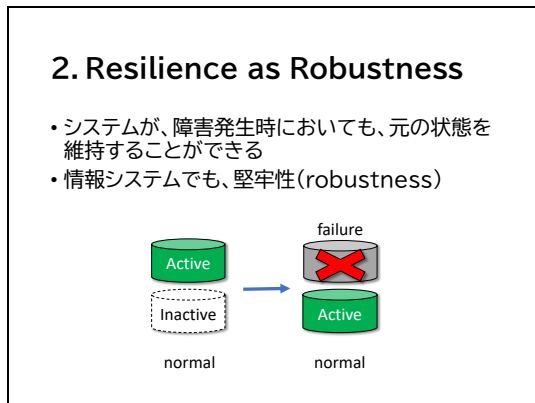 2. Resilience as Robustness
• システムが、障害発生時においても、元の状態を
維持することができる
• 情報システムでも、堅牢性(robustness)
failure
Active
Inactive
Active
normal
normal